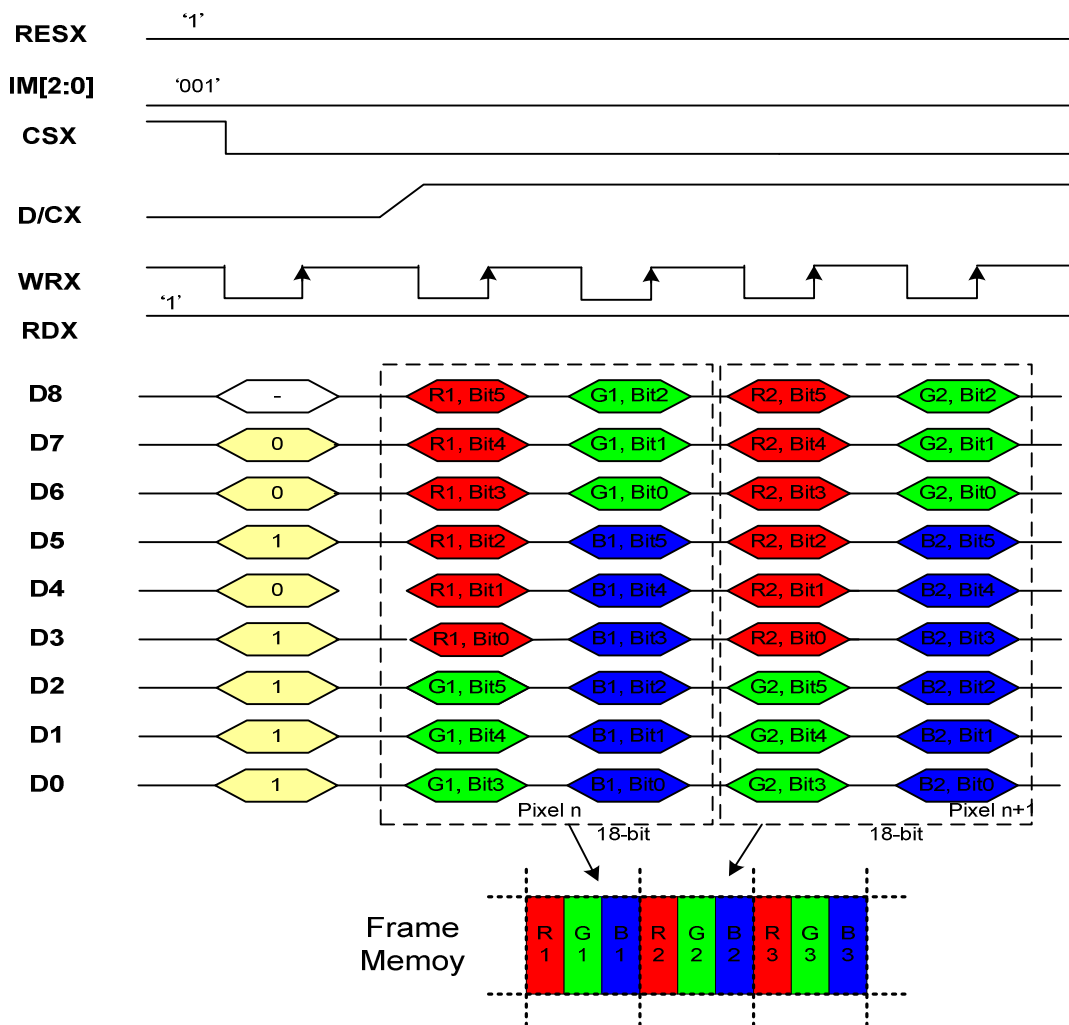 RESX ‘1’
IM[2:0] ‘001’
CSX
D/CX
WRX
‘1’
RDX
D8 - R1, Bit5 G1, Bit2 R2, Bit5 G2, Bit2
D7 0 R1, Bit4 G1, Bit1 R2, Bit4 G2, Bit1
D6 0 R1, Bit3 G1, Bit0 R2, Bit3 G2, Bit0
D5 1 R1, Bit2 B1, Bit5 R2, Bit2 B2, Bit5
D4 0 R1, Bit1 B1, Bit4 R2, Bit1 B2, Bit4
D3 1 R1, Bit0 B1, Bit3 R2, Bit0 B2, Bit3
D2 1 G1, Bit5 B1, Bit2 G2, Bit5 B2, Bit2
D1 1 G1, Bit4 B1, Bit1 G2, Bit4 B2, Bit1
D0 1 G1, Bit3 B1, Bit0 G2, Bit3 B2, Bit0
Pixel n Pixel n+1
18-bit 18-bit
Frame
Memoy
R G B R G B R G B
1 1 1 2 2 2 3 3 3